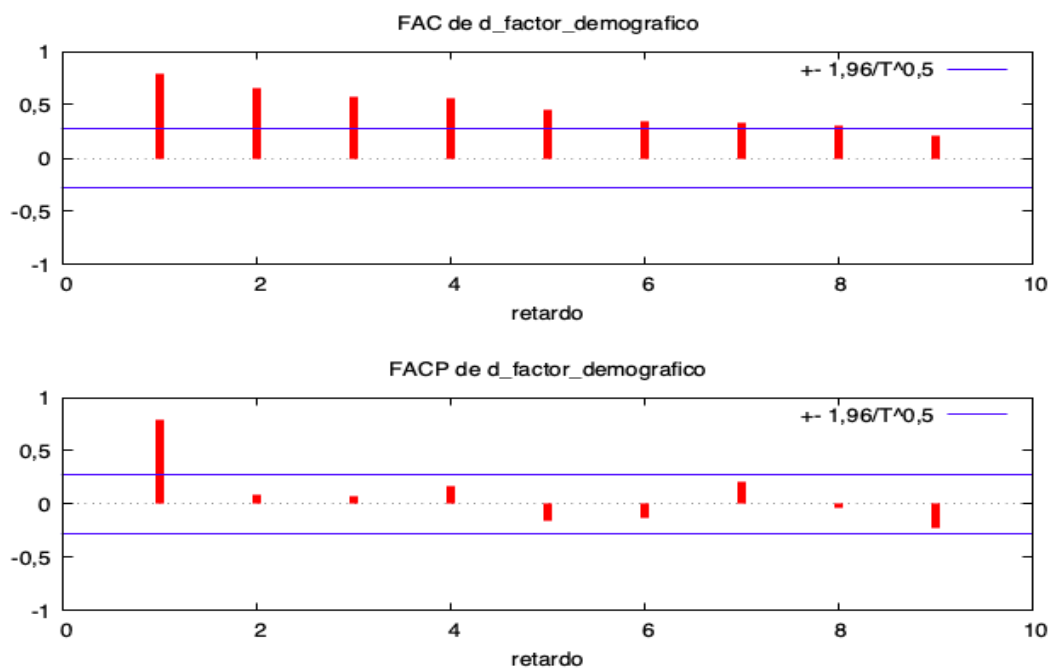 FAC de d_factor_demografico
1
+- 1,96/T^0,5
0,5
0
-0,5
-1
0 2 4 6 8 10
retardo
FACP de d_factor_demografico
1
+- 1,96/T^0,5
0,5
0
-0,5
-1
0 2 4 6 8 10
retardo